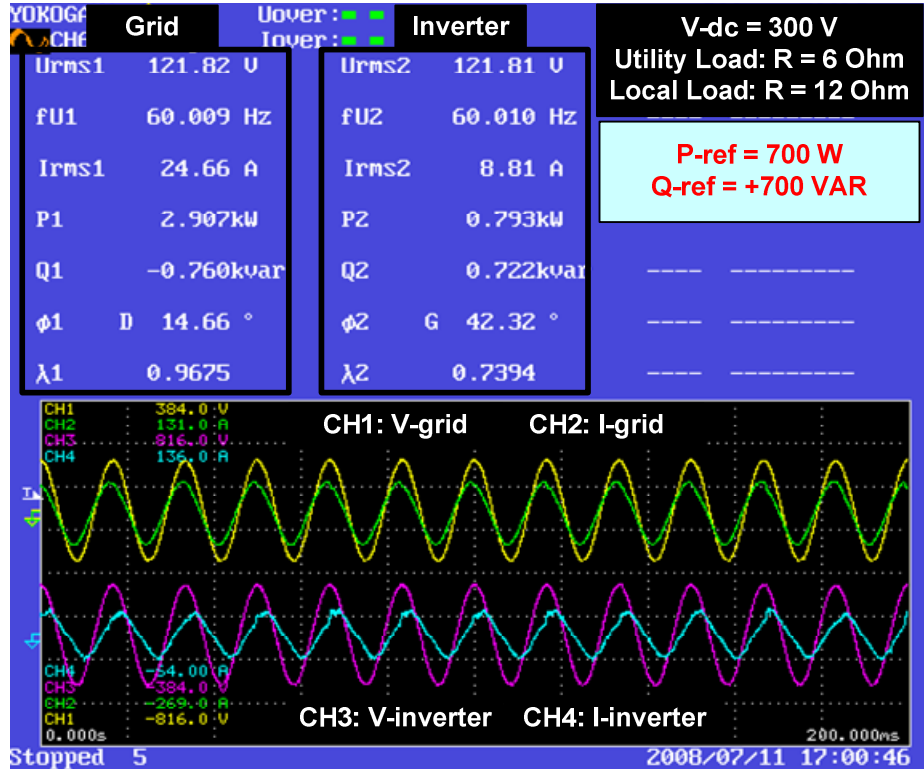 YOKOGA
Uover:
CH6
Iover:
Grid
Inverter
V-dc = 300 V
Utility Load: R = 6 Ohm
Local Load: R = 12 Ohm
P-ref = 700 W
Q-ref = +700 VAR
Urms1 121.82 V
Urms2 121.81 V
fU1 60.009 Hz
fU2 60.010 Hz
Irms1 24.66 A
Irms2 8.81 A
P1 2.907kW
P2 0.793kW
Q1 -0.760kvar
Q2 0.722kvar
---- ---------
φ1 D 14.66 °
φ2 G 42.32 °
---- ---------
λ1 0.9675
λ2 0.7394
---- ---------
CH1 384.0 V
CH2 131.0 A
CH3 816.0 V
CH4 136.0 A
CH1: V-grid CH2: I-grid
CH4 -54.00 A
CH3 -384.0 V
CH2 -269.0 A
CH1 -816.0 V
CH3: V-inverter CH4: I-inverter
0.000s
200.000ms
Stopped 5
2008/07/11 17:00:46